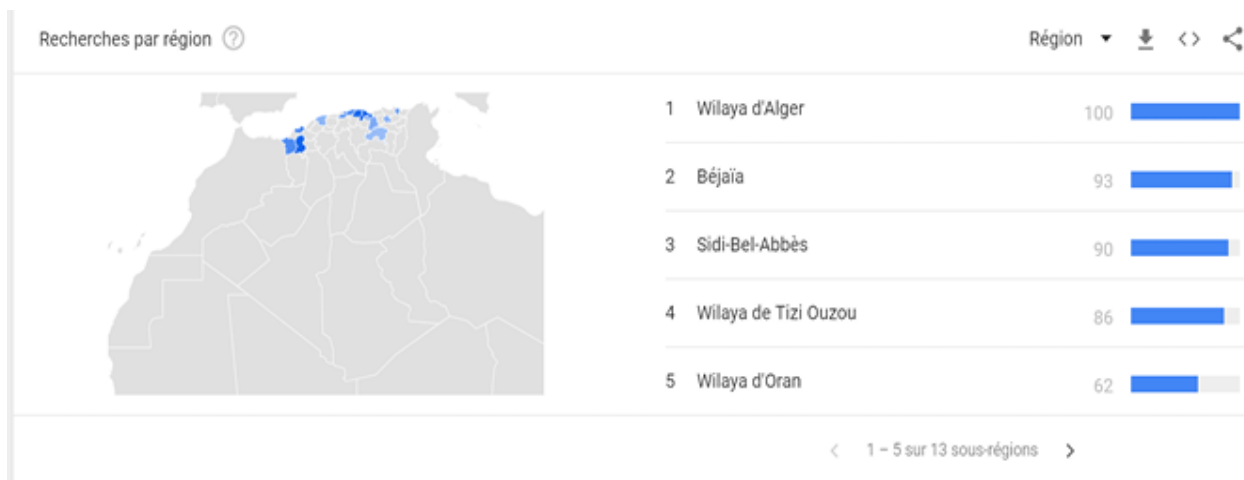 Recherches par région ?
Région
1 Wilaya d'Alger 100
2 Béjaïa 93
3 Sidi-Bel-Abbès 90
4 Wilaya de Tizi Ouzou 86
5 Wilaya d'Oran 62
1 – 5 sur 13 sous-régions